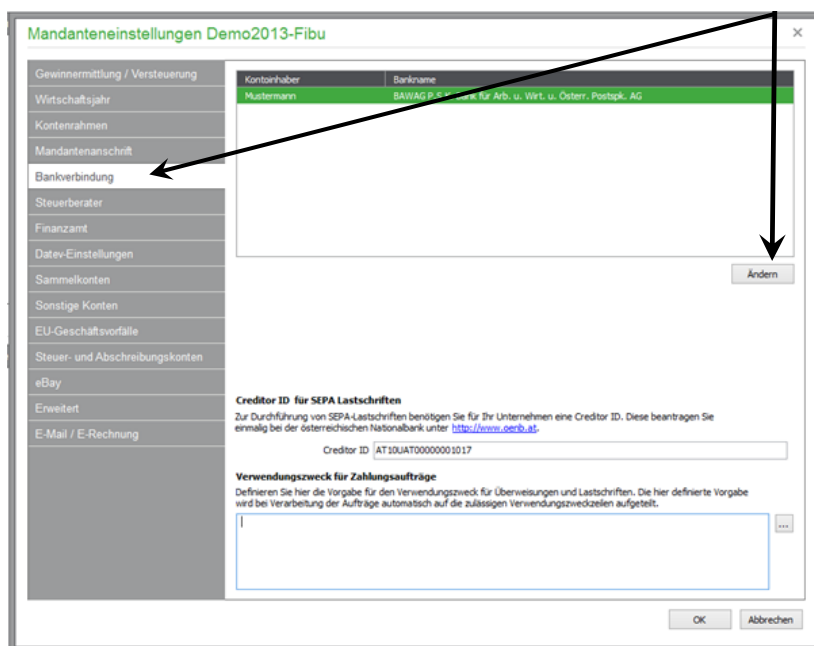 Mandanteneinstellungen Demo2013-Fibu
Gewinnermittlung / Versteuerung
Wirtschaftsjahr
Kontenrahmen
Mandantenanschrift
Bankverbindung
Steuerberater
Finanzamt
Datev-Einstellungen
Sammelkonten
Sonstige Konten
EU-Geschäftsvorfälle
Steuer- und Abschreibungskonten
eBay
Erweitert
E-Mail / E-Rechnung
Kontoinhaber Bankname
Mustermann BAWAG P.S.K. Bank für Arb. u. Wirt. u. Österr. Postspk. AG
Ändern
Creditor ID für SEPA Lastschriften
Zur Durchführung von SEPA-Lastschriften benötigen Sie für Ihr Unternehmen eine Creditor ID. Diese beantragen Sie
einmalig bei der österreichischen Nationalbank unter http://www.oenb.at.
Creditor ID AT10UAT00000001017
Verwendungszweck für Zahlungsaufträge
Definieren Sie hier die Vorgabe für den Verwendungszweck für Überweisungen und Lastschriften. Die hier definierte Vorgabe
wird bei Verarbeitung der Aufträge automatisch auf die zulässigen Verwendungszweckzeilen aufgeteilt.
...
OK Abbrechen